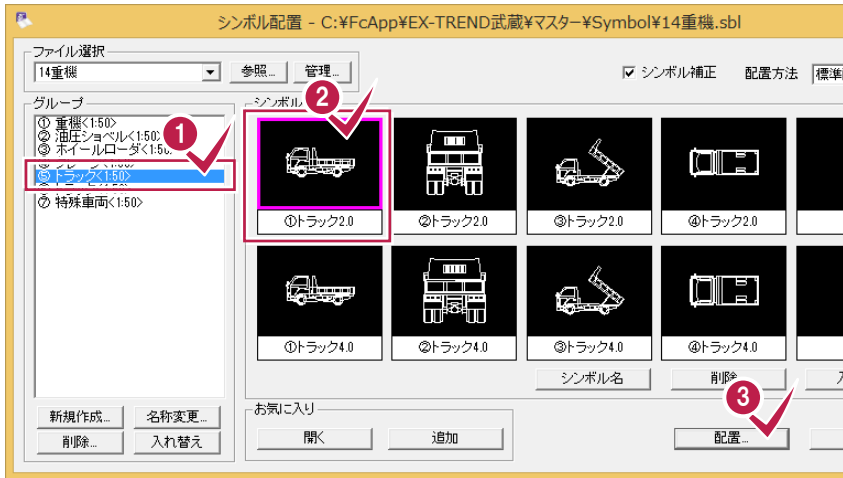 シンボル配置 - C:¥FcApp¥EX-TREND武蔵¥マスター¥Symbol¥14重機.sbl
ファイル選択
14重機
参照...
管理...
シンボル補正
配置方法
標準
グループ
① 重機<1:50>
② 油圧ショベル<1:50>
③ ホイールローダ<1:50>
⑤ トラック<1:50>
⑦ 特殊車両<1:50>
新規作成...
名称変更...
削除...
入れ替え
シンボル
①トラック2.0
②トラック2.0
③トラック2.0
④トラック2.0
①トラック4.0
②トラック4.0
③トラック4.0
④トラック4.0
シンボル名
削除
お気に入り
開く
追加
配置...
1
2
3